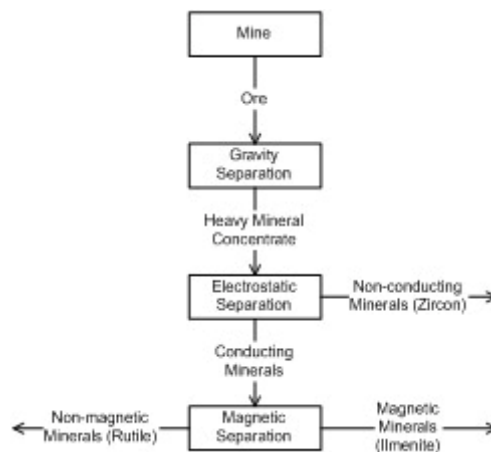 Mine
Ore
Gravity
Separation
Heavy Mineral
Concentrate
Electrostatic
Separation
Non-conducting
Minerals (Zircon)
Conducting
Minerals
Non-magnetic
Minerals (Rutile)
Magnetic
Separation
Magnetic
Minerals
(Ilmenite)